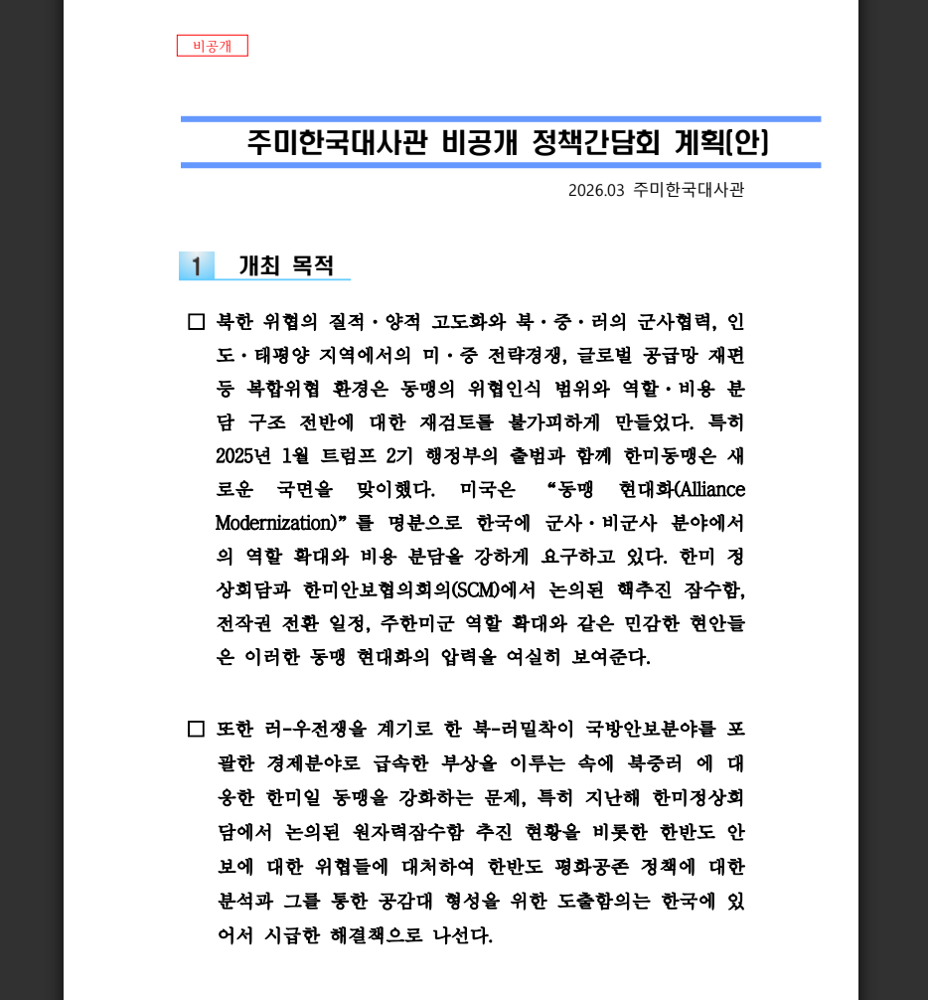 비공개
주미한국대사관 비공개 정책간담회 계획(안)
2026.03 주미한국대사관
1 개최 목적
□ 북한 위협의 질적·양적 고도화와 북·중·러의 군사협력, 인
도·태평양 지역에서의 미·중 전략경쟁, 글로벌 공급망 재편
등 복합위협 환경은 동맹의 위협인식 범위와 역할·비용 분
담 구조 전반에 대한 재검토를 불가피하게 만들었다. 특히
2025년 1월 트럼프 2기 행정부의 출범과 함께 한미동맹은 새
로운 국면을 맞이했다. 미국은 “동맹 현대화(Alliance
Modernization)”를 명분으로 한국에 군사·비군사 분야에서
의 역할 확대와 비용 분담을 강하게 요구하고 있다. 한미 정
상회담과 한미안보협의회의(SCM)에서 논의된 핵추진 잠수함,
전작권 전환 일정, 주한미군 역할 확대와 같은 민감한 현안들
은 이러한 동맹 현대화의 압력을 여실히 보여준다.
□ 또한 러-우전쟁을 계기로 한 북-러밀착이 국방안보분야를 포
괄한 경제분야로 급속한 부상을 이루는 속에 북중러 에 대
응한 한미일 동맹을 강화하는 문제, 특히 지난해 한미정상회
담에서 논의된 원자력잠수함 추진 현황을 비롯한 한반도 안
보에 대한 위협들에 대처하여 한반도 평화공존 정책에 대한
분석과 그를 통한 공감대 형성을 위한 도출함의는 한국에 있
어서 시급한 해결책으로 나선다.